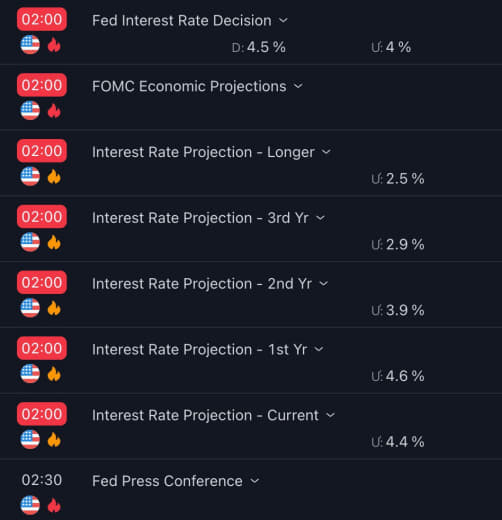 02:00 Fed Interest Rate Decision
D: 4.5 % Ư: 4 %
02:00 FOMC Economic Projections
02:00 Interest Rate Projection - Longer
Ư: 2.5 %
02:00 Interest Rate Projection - 3rd Yr
Ư: 2.9 %
02:00 Interest Rate Projection - 2nd Yr
Ư: 3.9 %
02:00 Interest Rate Projection - 1st Yr
Ư: 4.6 %
02:00 Interest Rate Projection - Current
Ư: 4.4 %
02:30 Fed Press Conference